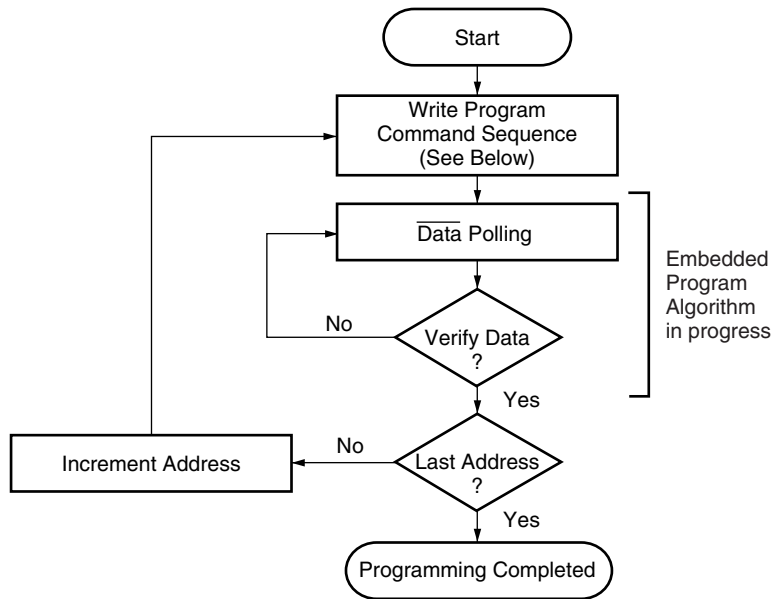 Start
Write Program
Command Sequence
(See Below)
Data Polling
Embedded
Program
Algorithm
in progress
No
Verify Data
?
Yes
No
Increment Address
Last Address
?
Yes
Programming Completed